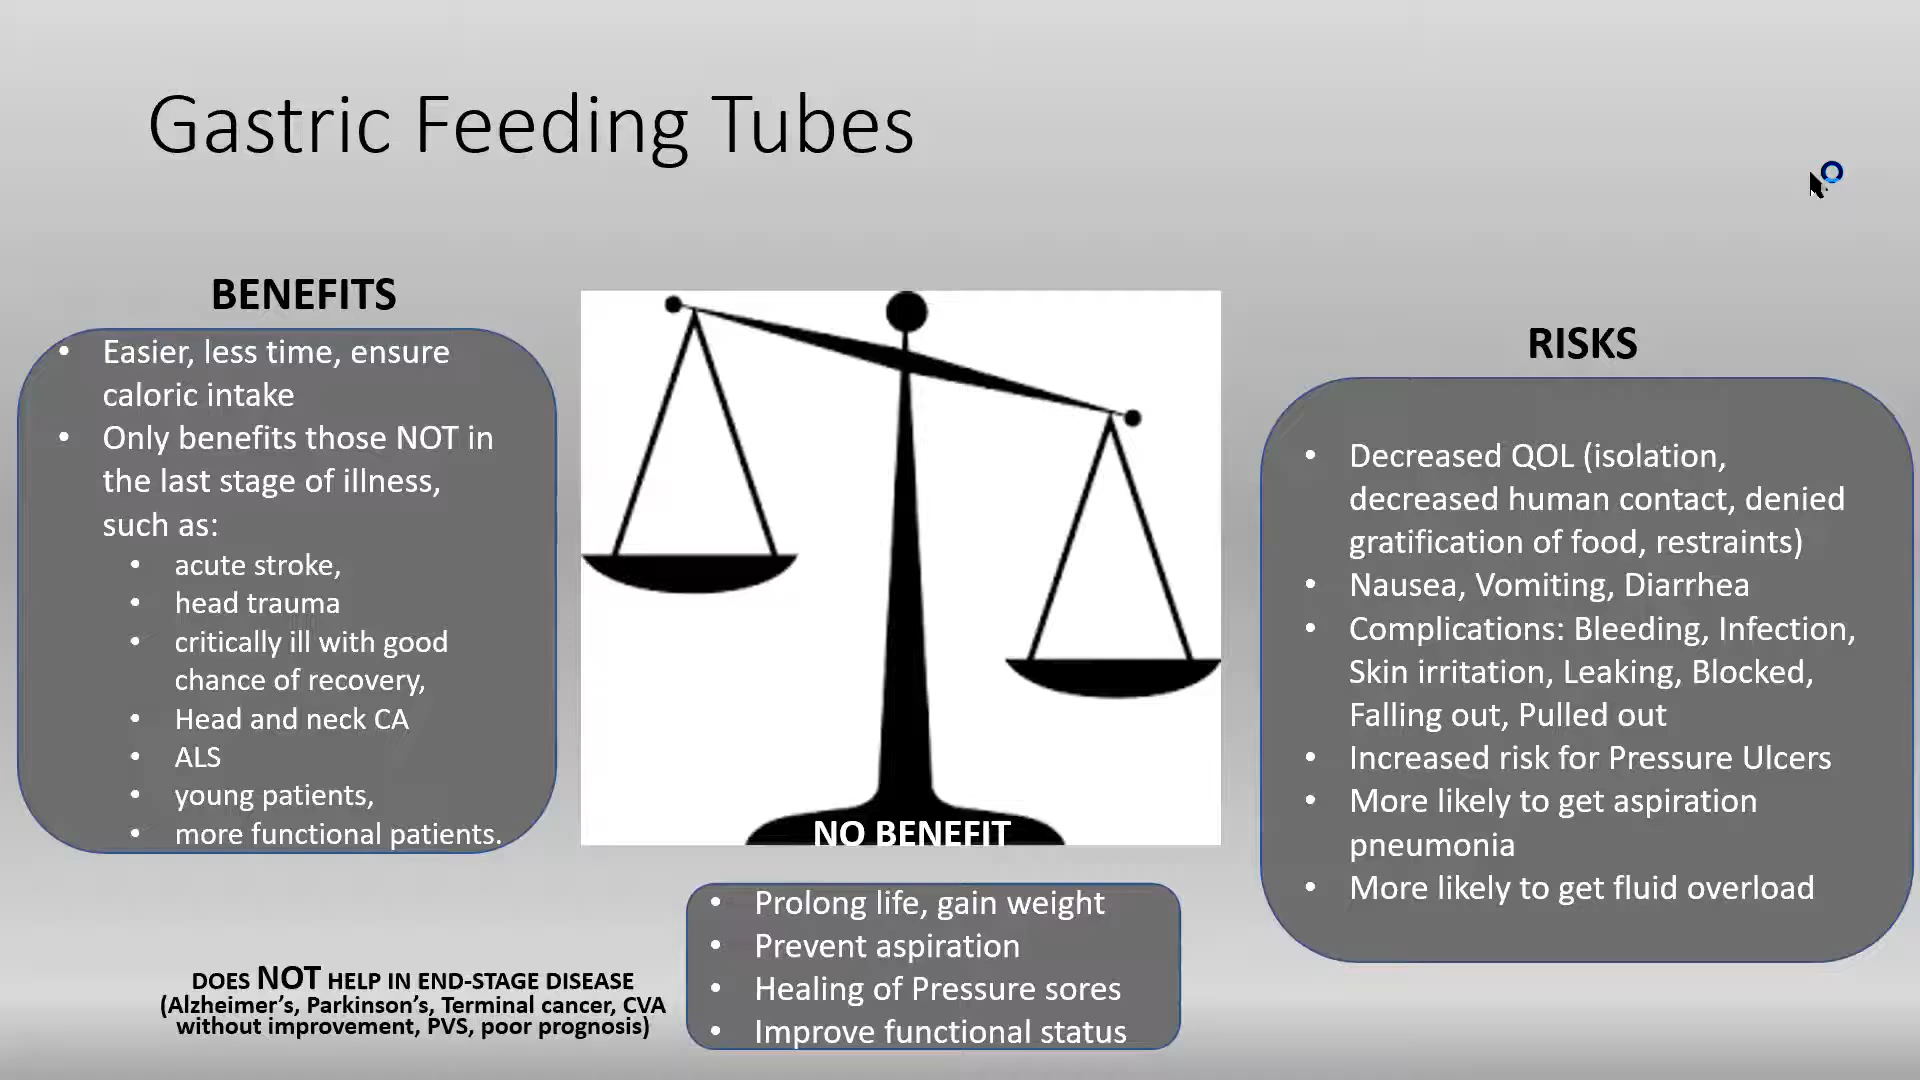 Gastric Feeding Tubes
BENEFITS
• Easier, less time, ensure
caloric intake
• Only benefits those NOT in
the last stage of illness,
such as:
• acute stroke,
• head trauma
• critically ill with good
chance of recovery,
• Head and neck CA
• ALS
• young patients,
• more functional patients.
DOES NOT HELP IN END-STAGE DISEASE
(Alzheimer’s, Parkinson’s, Terminal cancer, CVA
without improvement, PVS, poor prognosis)
NO BENEFIT
• Prolong life, gain weight
• Prevent aspiration
• Healing of Pressure sores
• Improve functional status
RISKS
• Decreased QOL (isolation,
decreased human contact, denied
gratification of food, restraints)
• Nausea, Vomiting, Diarrhea
• Complications: Bleeding, Infection,
Skin irritation, Leaking, Blocked,
Falling out, Pulled out
• Increased risk for Pressure Ulcers
• More likely to get aspiration
pneumonia
• More likely to get fluid overload